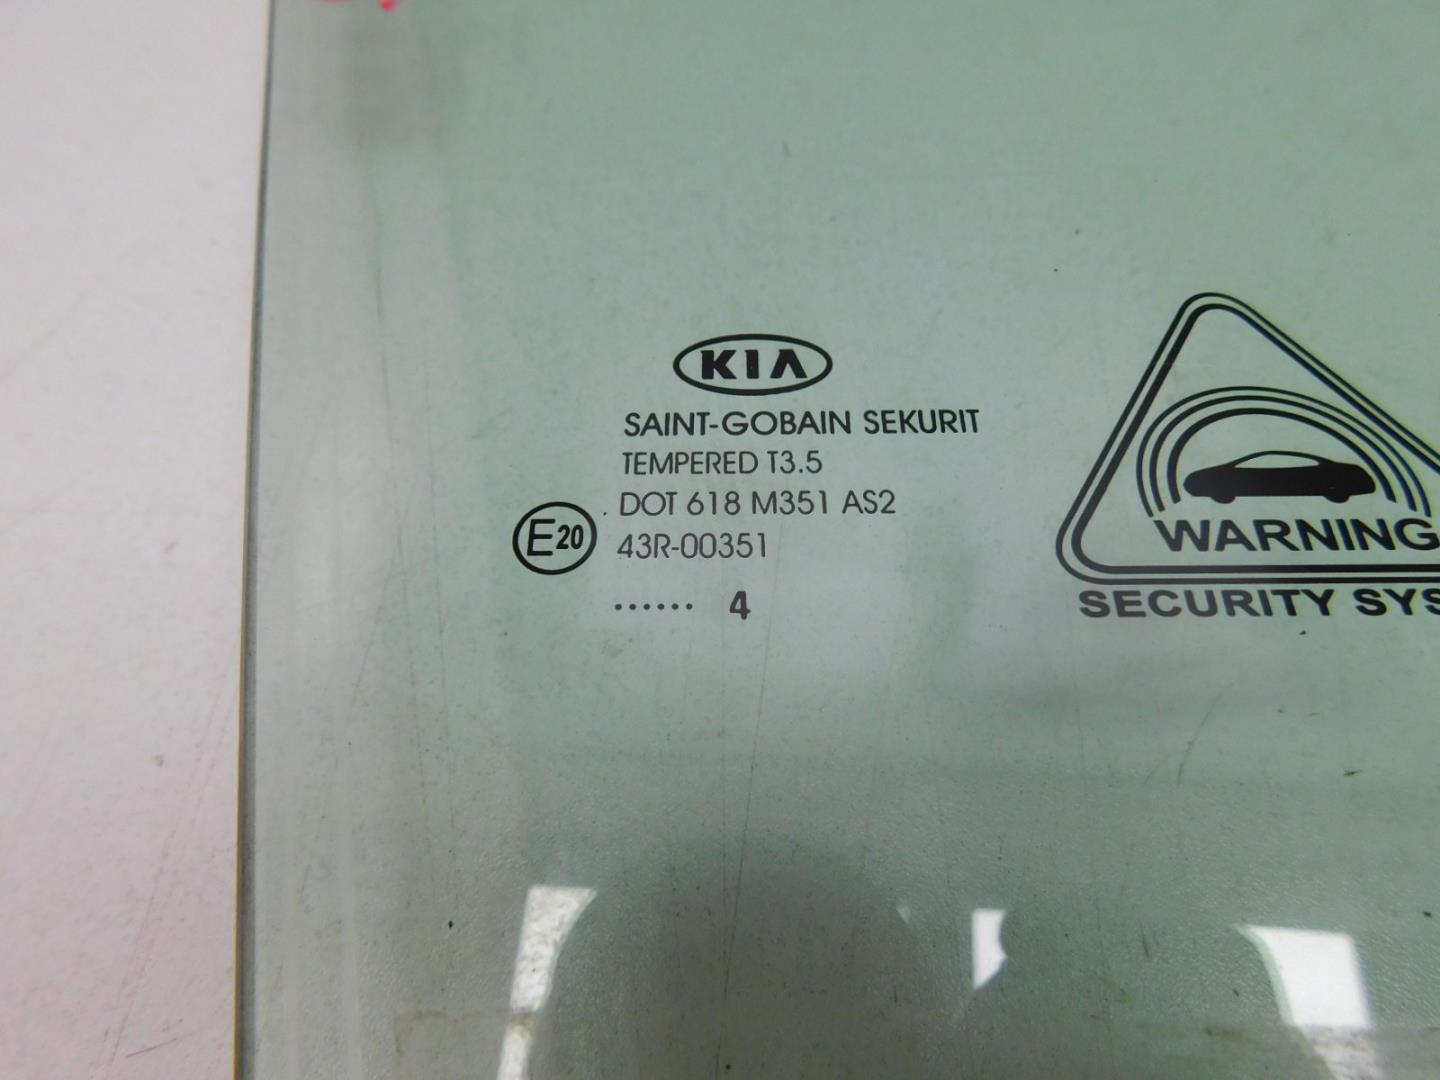 KIA
SAINT-GOBAIN SEKURIT
TEMPERED T3.5
DOT 618 M351 AS2
E20
43R-00351
...... 4
WARNING
SECURITY SYS